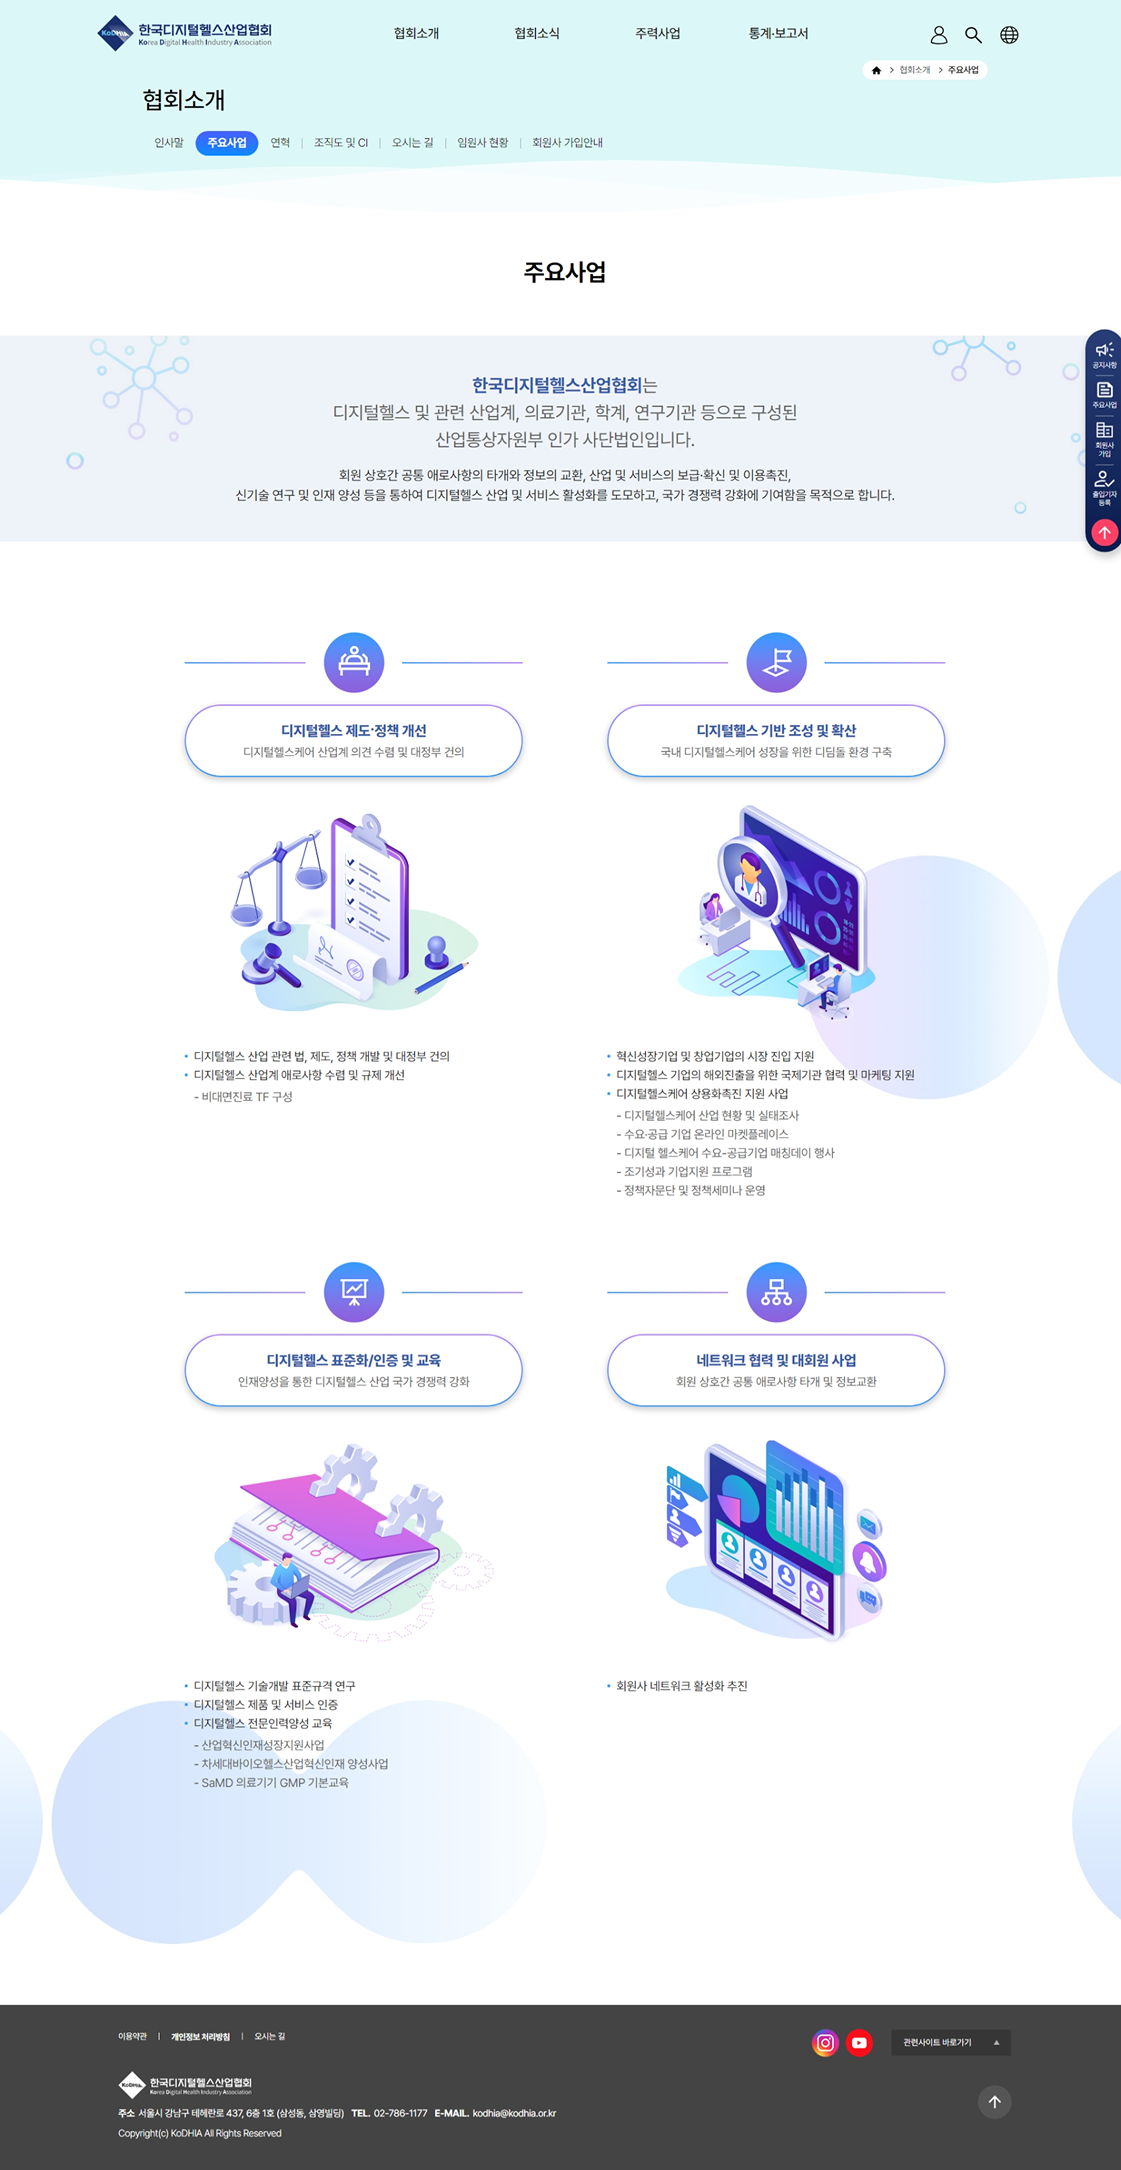 KoDHIA 한국디지털헬스산업협회
Korea Digital Health Industry Association
협회소개 협회소식 주력사업 통계·보고서
> 협회소개 > 주요사업
협회소개
인사말 주요사업 연혁 | 조직도 및 CI | 오시는 길 | 임원사 현황 | 회원사 가입안내
주요사업
한국디지털헬스산업협회는
디지털헬스 및 관련 산업계, 의료기관, 학계, 연구기관 등으로 구성된
산업통상자원부 인가 사단법인입니다.
회원 상호간 공통 애로사항의 타개와 정보의 교환, 산업 및 서비스의 보급·확신 및 이용촉진,
신기술 연구 및 인재 양성 등을 통하여 디지털헬스 산업 및 서비스 활성화를 도모하고, 국가 경쟁력 강화에 기여함을 목적으로 합니다.
공지사항
주요사업
회원사
가입
출입기자
등록
디지털헬스 제도·정책 개선
디지털헬스케어 산업계 의견 수렴 및 대정부 건의
• 디지털헬스 산업 관련 법, 제도, 정책 개발 및 대정부 건의
• 디지털헬스 산업계 애로사항 수렴 및 규제 개선
- 비대면진료 TF 구성
디지털헬스 기반 조성 및 확산
국내 디지털헬스케어 성장을 위한 디딤돌 환경 구축
• 혁신성장기업 및 창업기업의 시장 진입 지원
• 디지털헬스 기업의 해외진출을 위한 국제기관 협력 및 마케팅 지원
• 디지털헬스케어 상용화촉진 지원 사업
- 디지털헬스케어 산업 현황 및 실태조사
- 수요·공급 기업 온라인 마켓플레이스
- 디지털 헬스케어 수요-공급기업 매칭데이 행사
- 조기성과 기업지원 프로그램
- 정책자문단 및 정책세미나 운영
디지털헬스 표준화/인증 및 교육
인재양성을 통한 디지털헬스 산업 국가 경쟁력 강화
• 디지털헬스 기술개발 표준규격 연구
• 디지털헬스 제품 및 서비스 인증
• 디지털헬스 전문인력양성 교육
- 산업혁신인재성장지원사업
- 차세대바이오헬스산업혁신인재 양성사업
- SaMD 의료기기 GMP 기본교육
네트워크 협력 및 대회원 사업
회원 상호간 공통 애로사항 타개 및 정보교환
• 회원사 네트워크 활성화 추진
이용약관 | 개인정보 처리방침 | 오시는 길
관련사이트 바로가기 ▲
KoDHIA 한국디지털헬스산업협회
Korea Digital Health Industry Association
주소 서울시 강남구 테헤란로 437, 6층 1호 (삼성동, 삼영빌딩) TEL. 02-786-1177 E-MAIL. kodhia@kodhia.or.kr
Copyright(c) KoDHIA All Rights Reserved